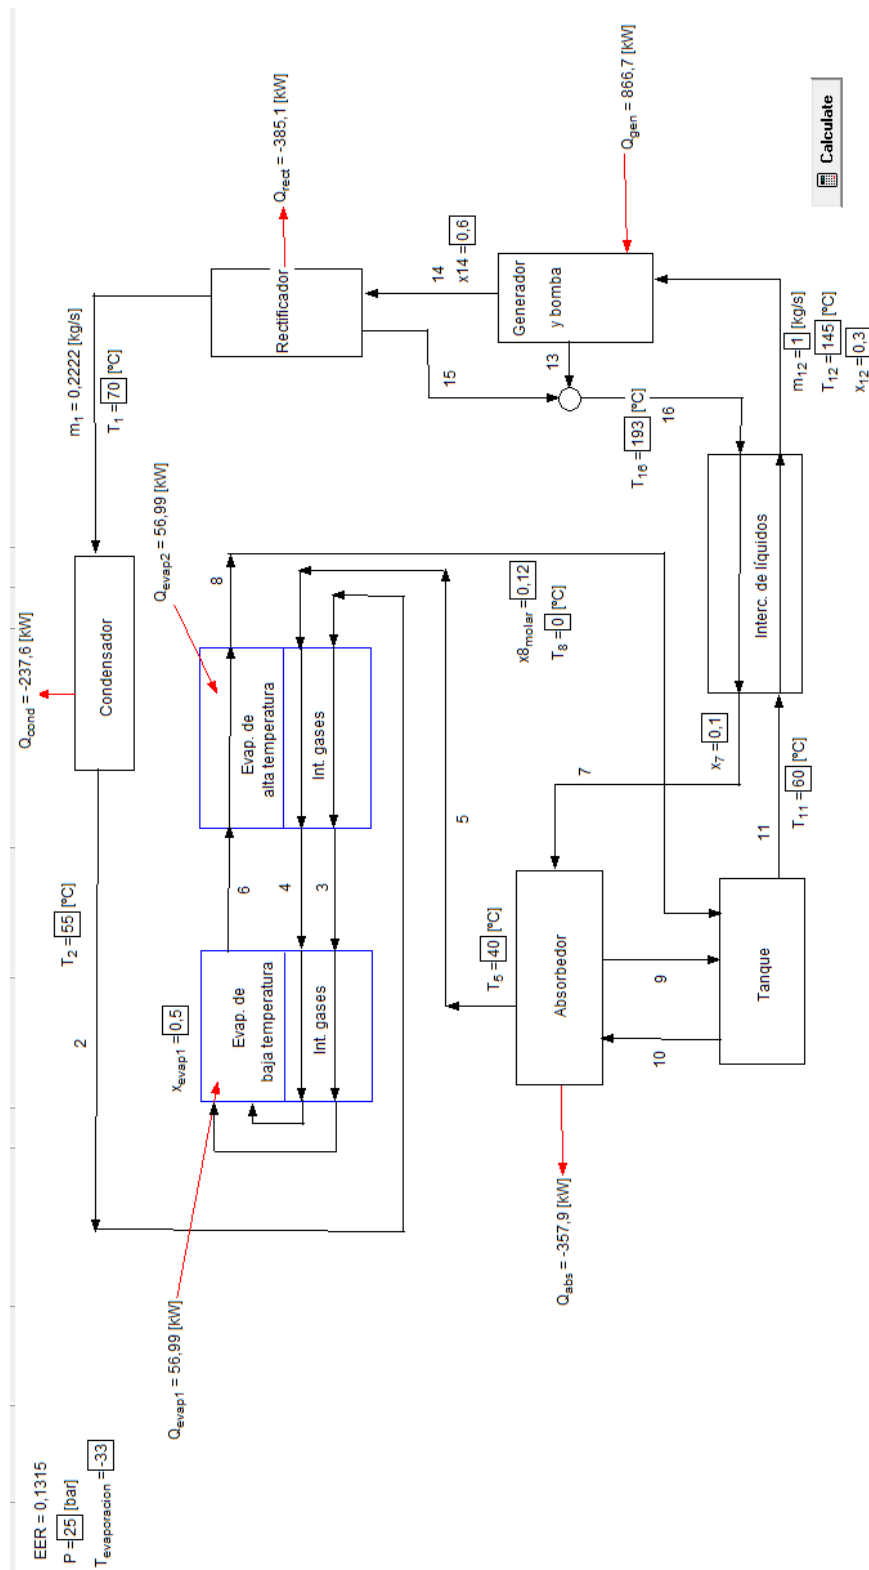 EER = 0,1315
P = 25 [bar]
Tevaporacion = -33
Qevap1 = 56,99 [kW]
Qcond = -237,6 [kW]
Condensador
T2 = 55 [ºC]
2
m1 = 0,2222 [kg/s]
T1 = 70 [ºC]
Qevap2 = 56,99 [kW]
xevap1 = 0,5
Evap. de
baja temperatura
Int. gases
6
4
3
Evap. de
alta temperatura
Int. gases
8
Rectificador
Qrect = -385,1 [kW]
14
x14 = 0,6
15
Generador
y bomba
Qgen = 866,7 [kW]
13
T16 = 193 [ºC]
16
x8molar = 0,12
T8 = 0 [ºC]
5
T5 = 40 [ºC]
Absorbedor
Qabs = -357,9 [kW]
7
x7 = 0,1
9
10
Tanque
11
T11 = 60 [ºC]
Interc. de líquidos
m12 = 1 [kg/s]
T12 = 145 [ºC]
x12 = 0,3
Calculate